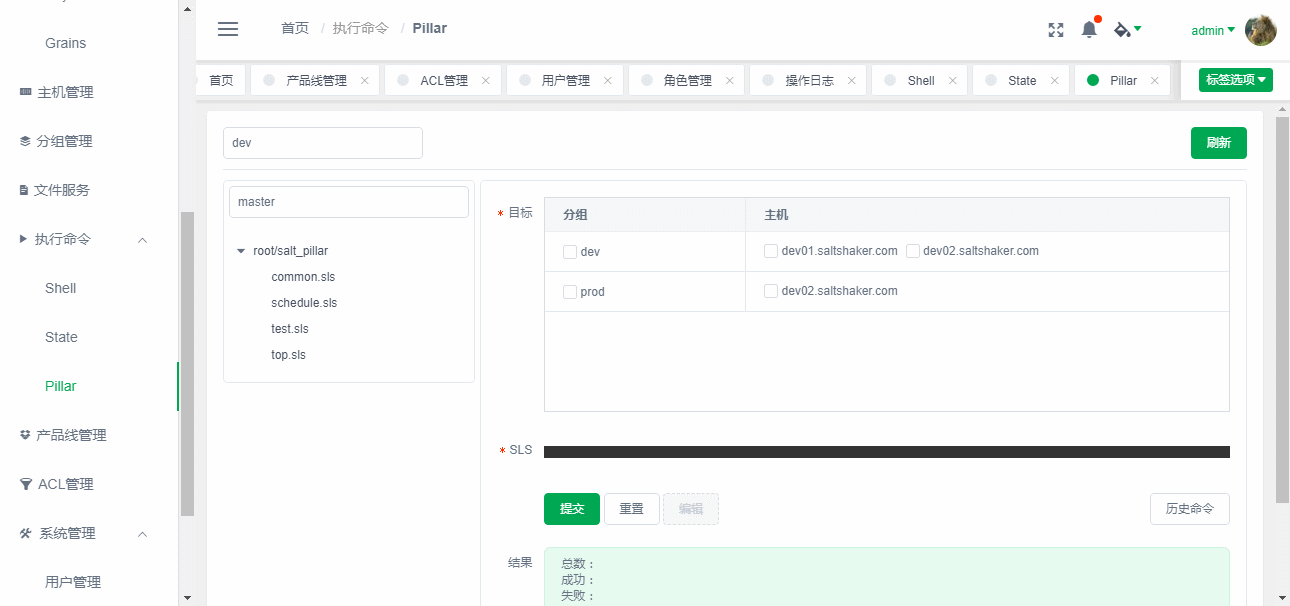 Grains
主机管理
分组管理
文件服务
执行命令
Shell
State
Pillar
产品线管理
ACL管理
系统管理
用户管理
首页 / 执行命令 / Pillar
admin
首页 产品线管理 ACL管理 用户管理 角色管理 操作日志 Shell State Pillar 标签选项
dev
刷新
master
root/salt_pillar
common.sls
schedule.sls
test.sls
top.sls
* 目标
分组 主机
dev dev01.saltshaker.com dev02.saltshaker.com
prod dev02.saltshaker.com
* SLS
提交 重置 编辑 历史命令
结果
总数：
成功：
失败：